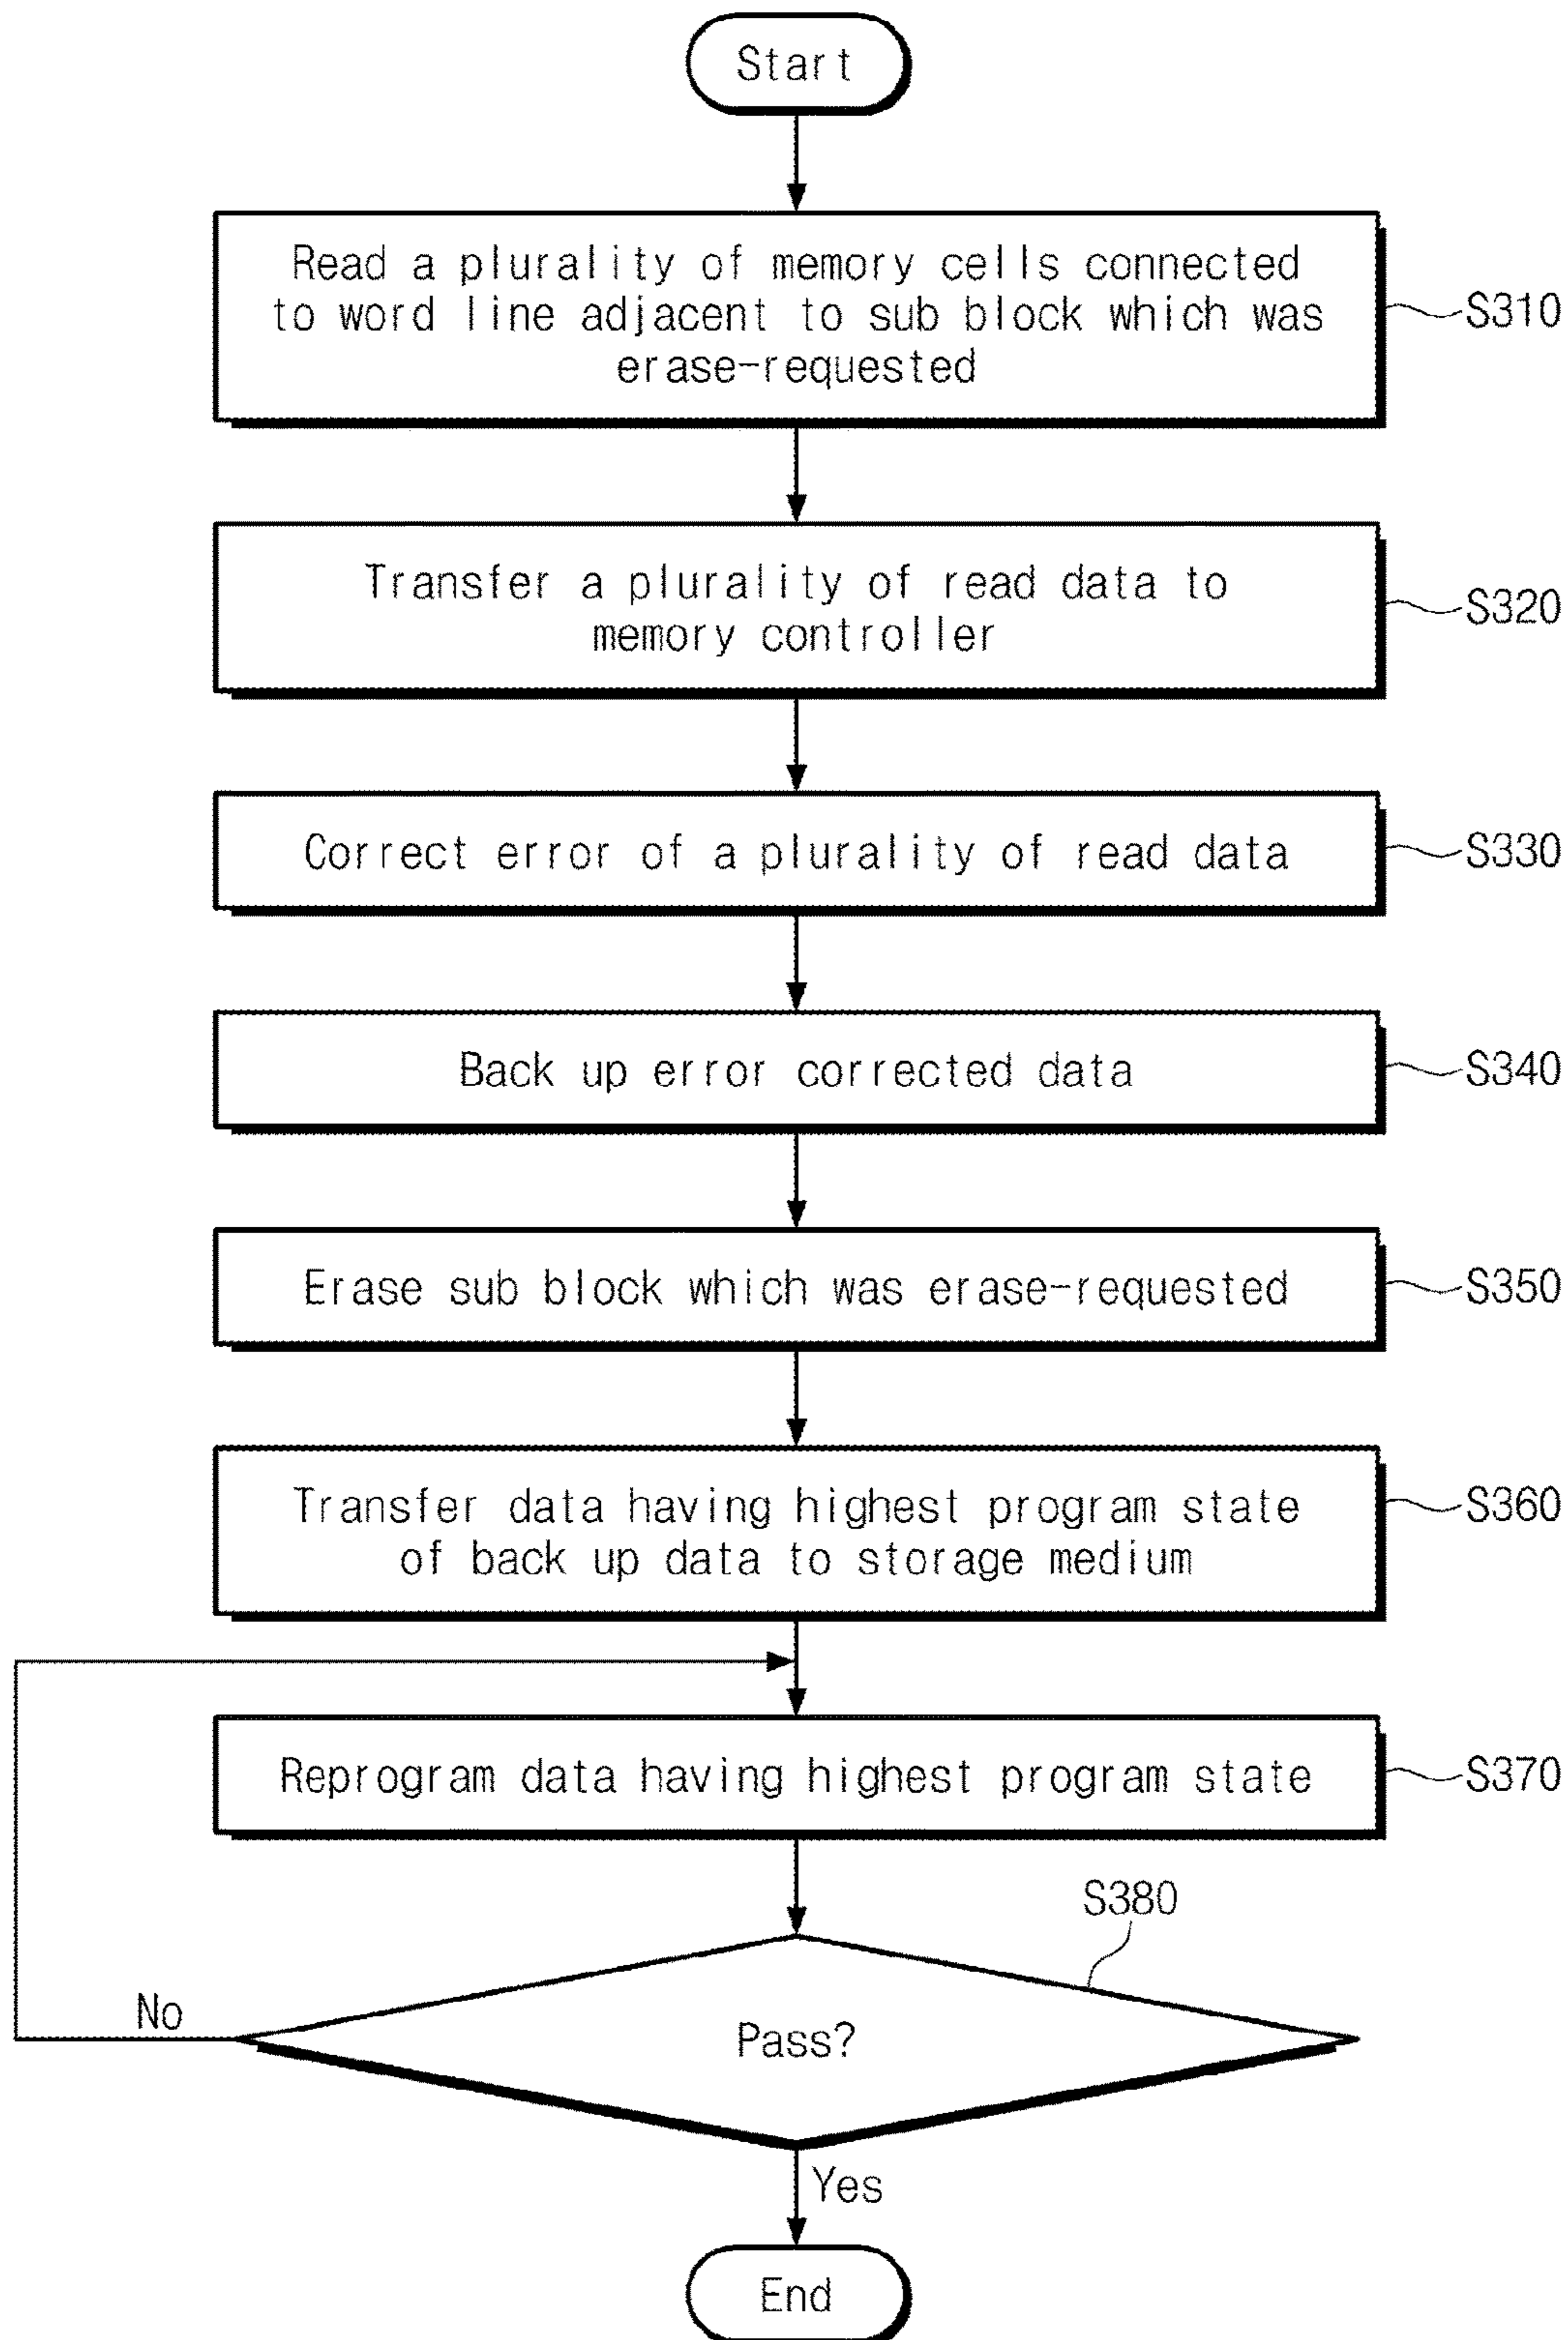 Start
Read a plurality of memory cells connected
to word line adjacent to sub block which was
erase-requested
S310
Transfer a plurality of read data to
memory controller
S320
Correct error of a plurality of read data
S330
Back up error corrected data
S340
Erase sub block which was erase-requested
S350
Transfer data having highest program state
of back up data to storage medium
S360
Reprogram data having highest program state
S370
S380
No
Pass?
Yes
End